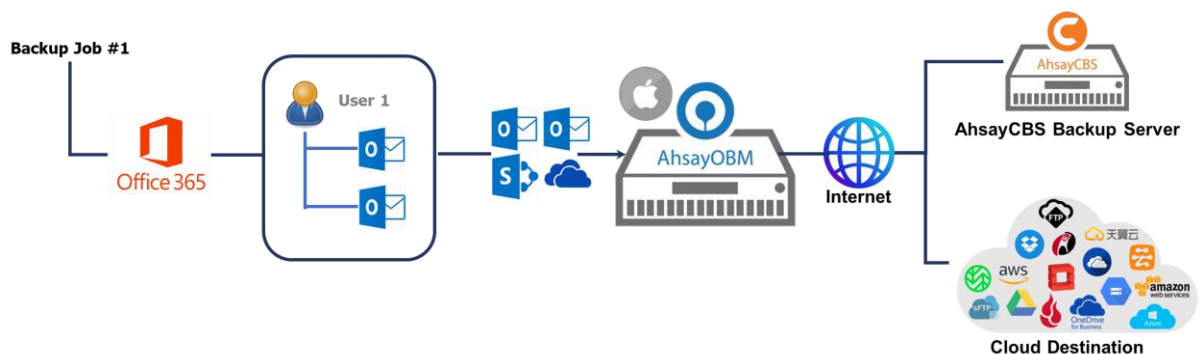 Backup Job #1
Office 365
User 1
O
O
O
O
S
AhsayOBM
Internet
C
AhsayCBS
AhsayCBS Backup Server
FTP
天翼云
aws
amazon
web services
sFTP
OneDrive
for Business
Azure
Cloud Destination